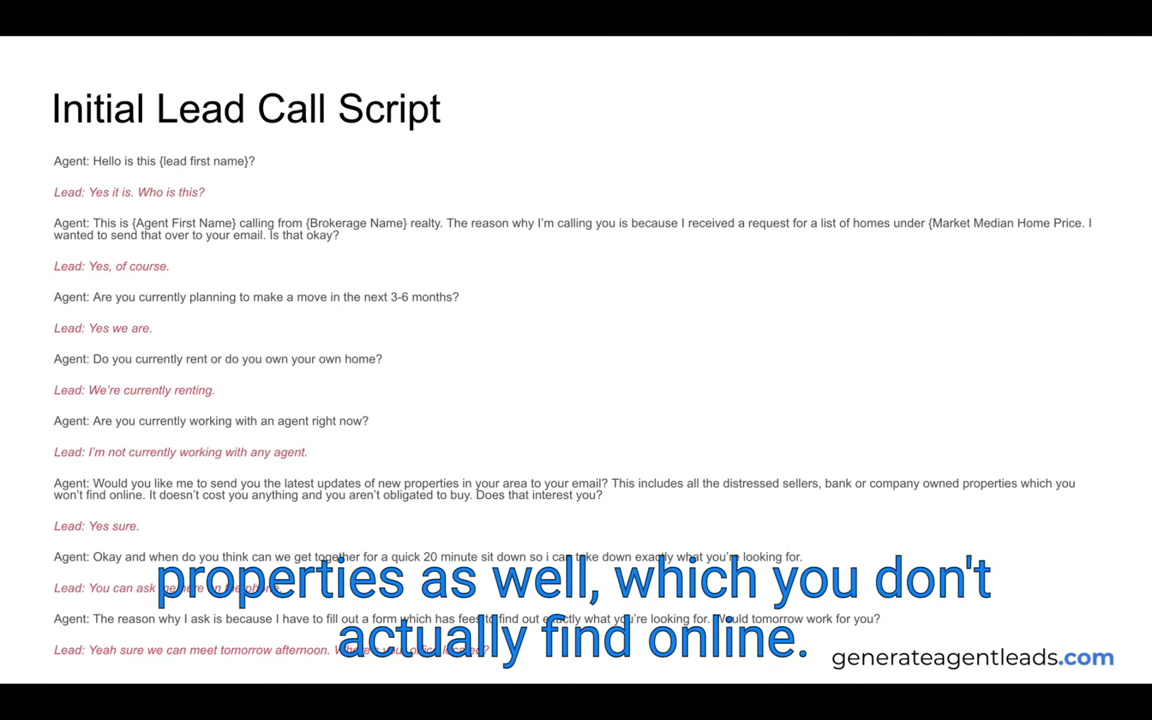 Initial Lead Call Script
Agent: Hello is this {lead first name}?
Lead: Yes it is. Who is this?
Agent: This is {Agent First Name} calling from {Brokerage Name} realty. The reason why I'm calling you is because I received a request for a list of homes under {Market Median Home Price. I
wanted to send that over to your email. Is that okay?
Lead: Yes, of course.
Agent: Are you currently planning to make a move in the next 3-6 months?
Lead: Yes we are.
Agent: Do you currently rent or do you own your own home?
Lead: We're currently renting.
Agent: Are you currently working with an agent right now?
Lead: I'm not currently working with any agent.
Agent: Would you like me to send you the latest updates of new properties in your area to your email? This includes all the distressed sellers, bank or company owned properties which you
won't find online. It doesn't cost you anything and you aren't obligated to buy. Does that interest you?
Lead: Yes sure.
Agent: Okay and when do you think can we get together for a quick 20 minute sit down so i can take down exactly what you're looking for.
properties as well, which you don't
Lead: You can ask me here on the phone.
Agent: The reason why I ask is because I have to fill out a form which has fees to find out exactly what you're looking for. Would tomorrow work for you?
actually find online.
Lead: Yeah sure we can meet tomorrow afternoon. Where's your office located?
generateagentleads.com